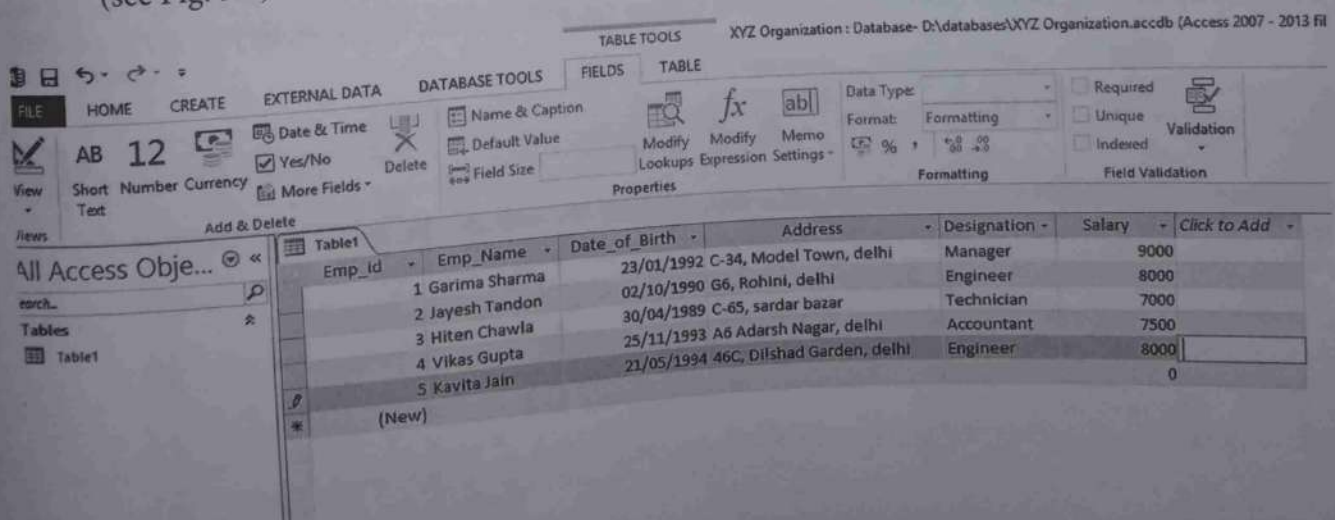 (see Fig.
TABLE TOOLS XYZ Organization : Database- D:\databases\XYZ Organization.accdb (Access 2007 - 2013 fil
FILE HOME CREATE EXTERNAL DATA DATABASE TOOLS FIELDS TABLE
View
AB Short Text
12 Number
Currency
Date & Time
Yes/No
More Fields
Delete
Name & Caption
Default Value
Field Size
Modify Lookups
fx Modify Expression
ab Memo Settings
Data Type:
Format: Formatting
% ,
Required
Unique
Indexed
Validation
Views Add & Delete Properties Formatting Field Validation
All Access Obje... «
Tables
Table1
Table1
Emp_Id Emp_Name Date_of_Birth Address Designation Salary Click to Add
1 Garima Sharma 23/01/1992 C-34, Model Town, delhi Manager 9000
2 Jayesh Tandon 02/10/1990 G6, Rohini, delhi Engineer 8000
3 Hiten Chawla 30/04/1989 C-65, sardar bazar Technician 7000
4 Vikas Gupta 25/11/1993 A6 Adarsh Nagar, delhi Accountant 7500
5 Kavita Jain 21/05/1994 46C, Dilshad Garden, delhi Engineer 8000
* (New) 0